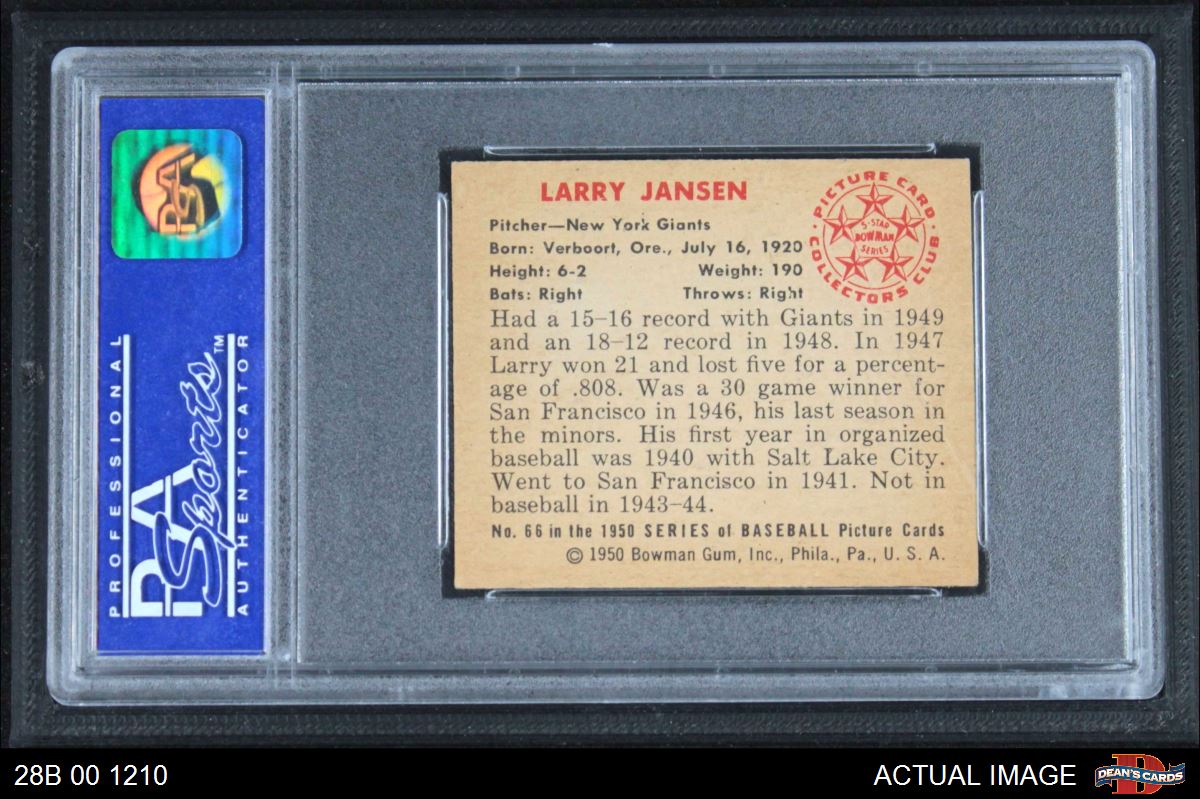 PSA
PROFESSIONAL
PSA Sports™
AUTHENTICATOR
LARRY JANSEN
Pitcher—New York Giants
Born: Verboort, Ore., July 16, 1920
Height: 6-2 Weight: 190
Bats: Right Throws: Right
PICTURE CARD
5-STAR
BOWMAN
SERIES
COLLECTORS CLUB
Had a 15-16 record with Giants in 1949
and an 18-12 record in 1948. In 1947
Larry won 21 and lost five for a percent-
age of .808. Was a 30 game winner for
San Francisco in 1946, his last season in
the minors. His first year in organized
baseball was 1940 with Salt Lake City.
Went to San Francisco in 1941. Not in
baseball in 1943-44.
No. 66 in the 1950 SERIES of BASEBALL Picture Cards
© 1950 Bowman Gum, Inc., Phila., Pa., U. S. A.
28B 00 1210
ACTUAL IMAGE
D
DEAN'S CARDS